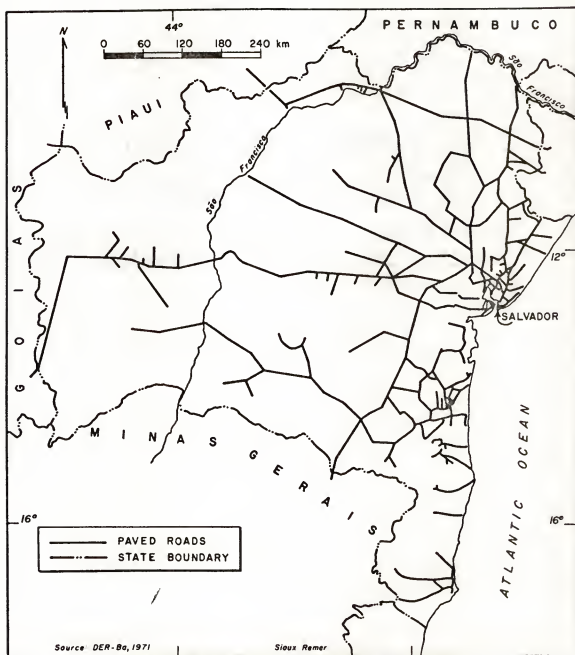 44°
PERNAMBUCO
N
0 60 120 180 240 km
São
Francisco
PIAUI
São Francisco
GOIAS
12°
SALVADOR
MINAS GERAIS
ATLANTIC OCEAN
16°
16°
PAVED ROADS
STATE BOUNDARY
Source DER-Ba, 1971
Sioux Remer